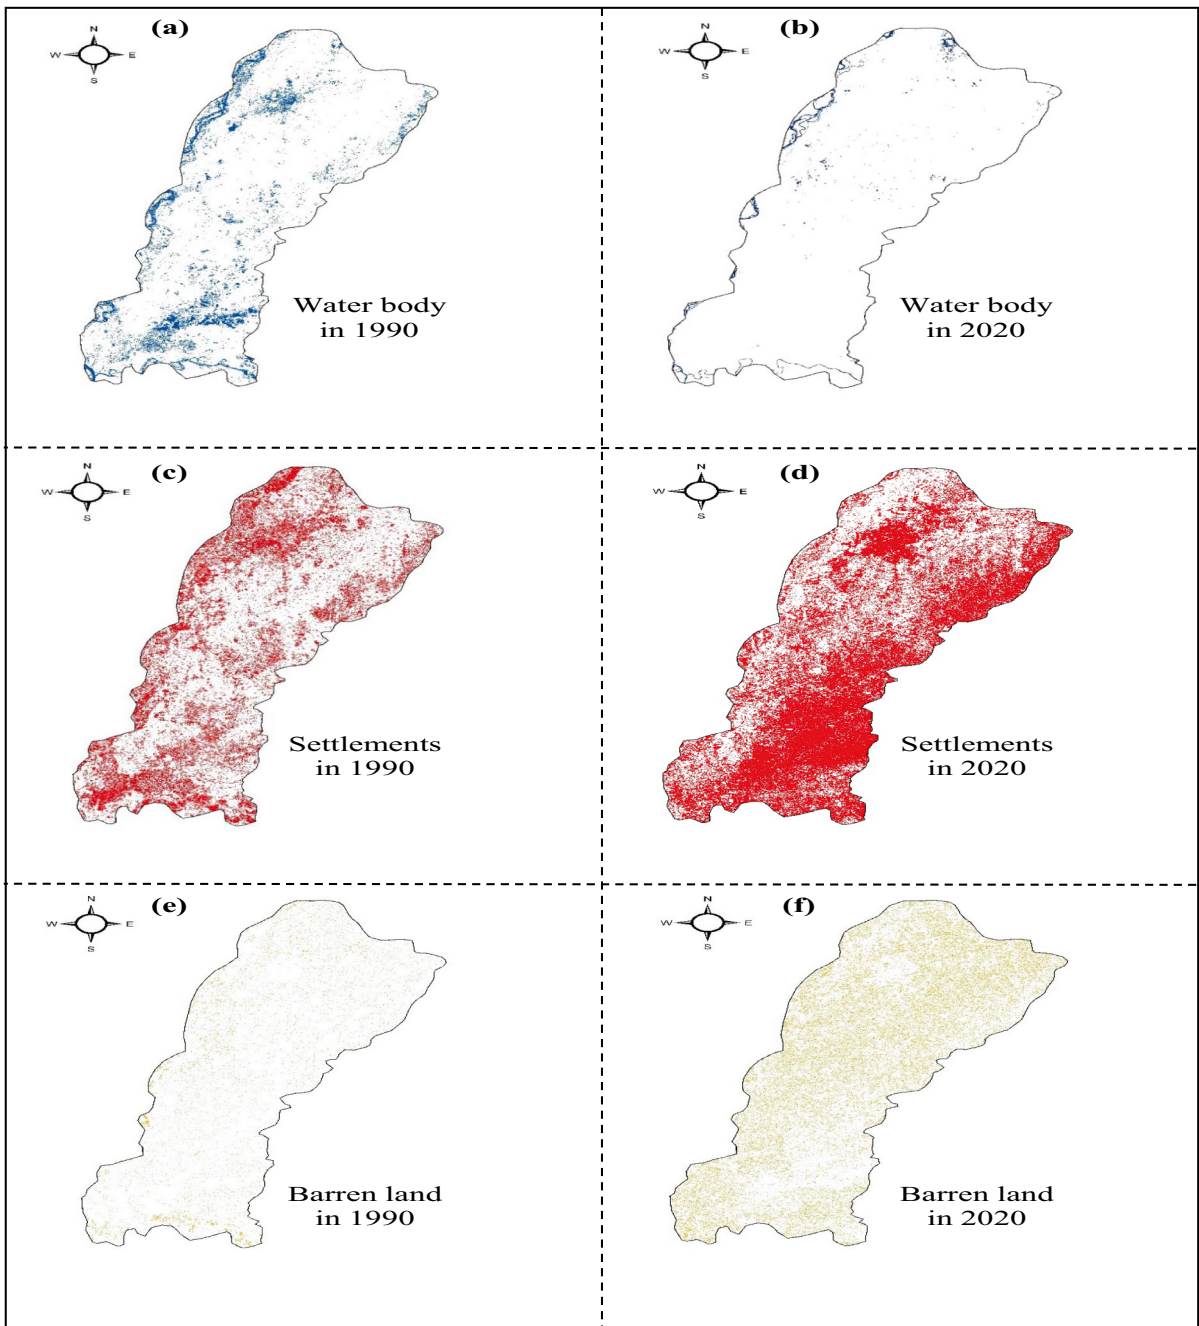 (a)
N
W E
S
Water body
in 1990
(b)
N
W E
S
Water body
in 2020
(c)
N
W E
S
Settlements
in 1990
(d)
N
W E
S
Settlements
in 2020
(e)
N
W E
S
Barren land
in 1990
(f)
N
W E
S
Barren land
in 2020